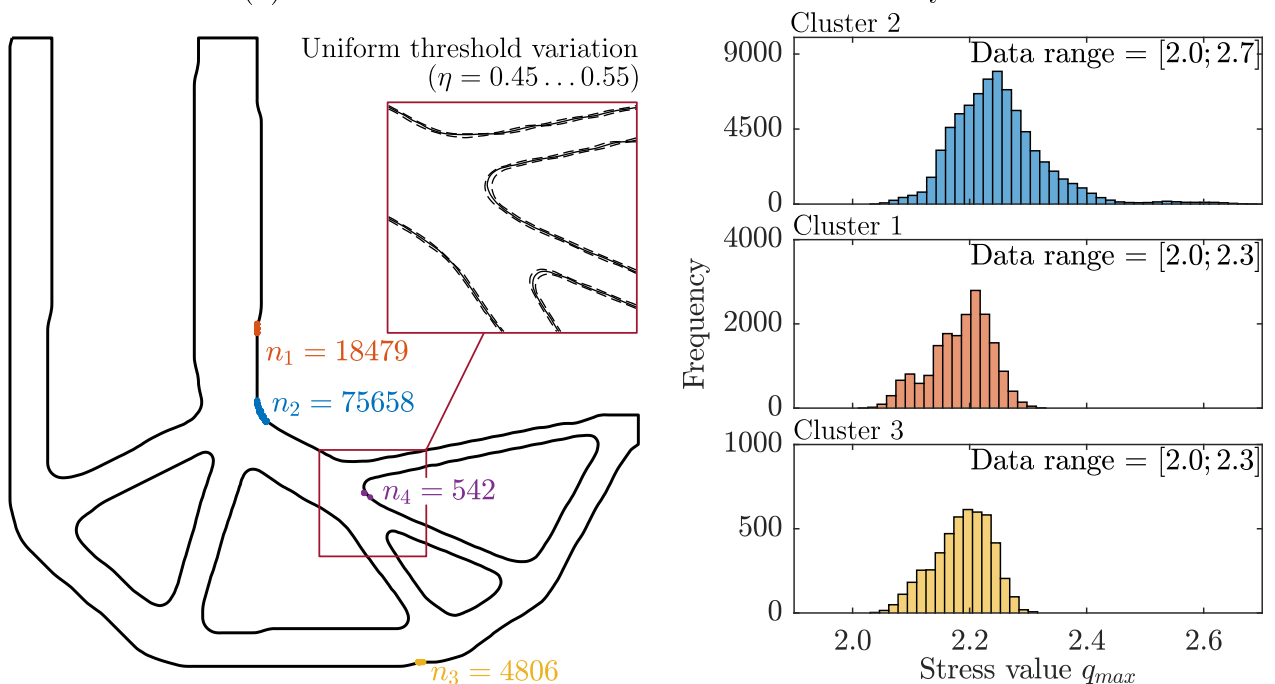 Uniform threshold variation
(η = 0.45 . . . 0.55)
n₁ = 18479
n₂ = 75658
n₄ = 542
n₃ = 4806
Cluster 2
Data range = [2.0; 2.7]
9000
4500
0
Cluster 1
Data range = [2.0; 2.3]
4000
2000
0
Cluster 3
Data range = [2.0; 2.3]
1000
500
0
Frequency
2.0 2.2 2.4 2.6
Stress value qmax